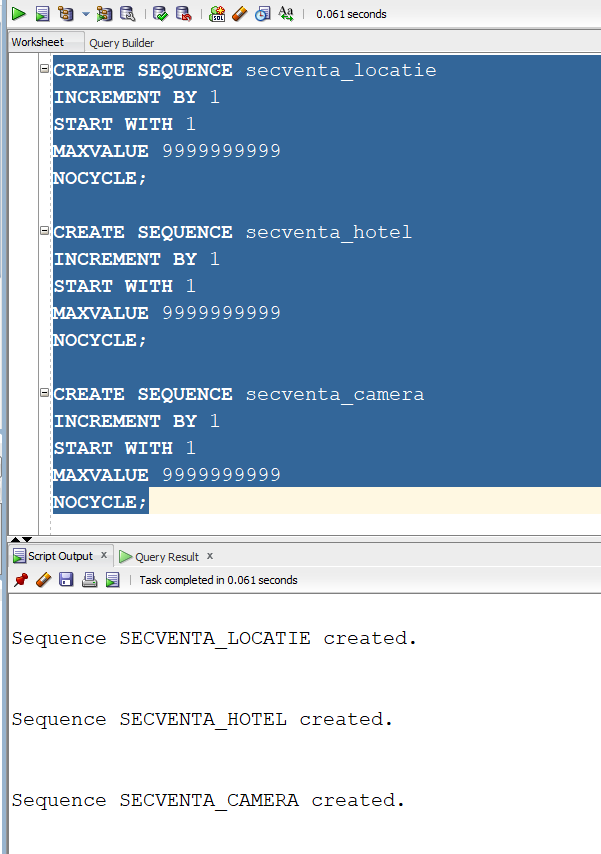 SQL
Aa
0.061 seconds
Worksheet
Query Builder
CREATE SEQUENCE secventa_locatie
INCREMENT BY 1
START WITH 1
MAXVALUE 9999999999
NOCYCLE;
CREATE SEQUENCE secventa_hotel
INCREMENT BY 1
START WITH 1
MAXVALUE 9999999999
NOCYCLE;
CREATE SEQUENCE secventa_camera
INCREMENT BY 1
START WITH 1
MAXVALUE 9999999999
NOCYCLE;
Script Output x
Query Result x
Task completed in 0.061 seconds
Sequence SECVENTA_LOCATIE created.
Sequence SECVENTA_HOTEL created.
Sequence SECVENTA_CAMERA created.